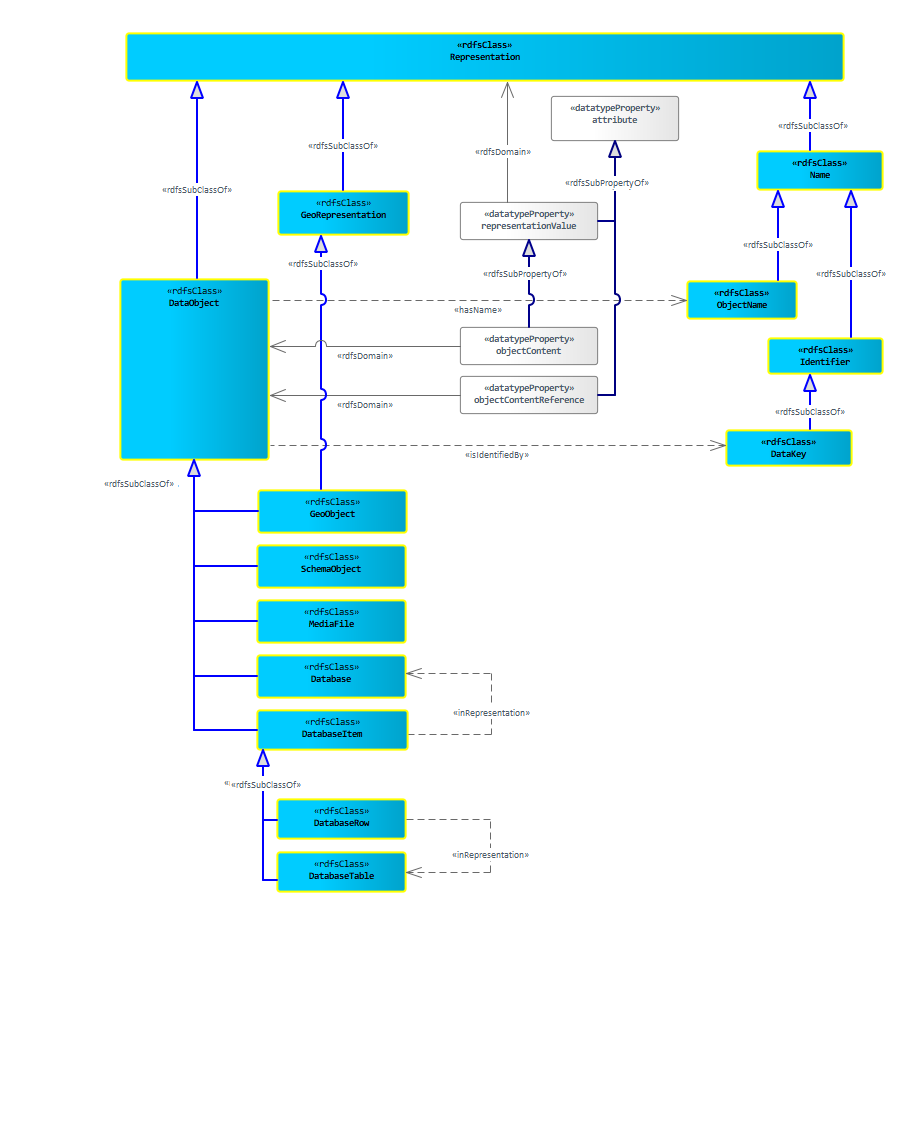 «rdfsClass»
Representation
«datatypeProperty»
attribute
«rdfsSubClassOf»
«rdfsSubClassOf»
«rdfsDomain»
«rdfsClass»
Name
«rdfsSubPropertyOf»
«rdfsSubClassOf»
«rdfsClass»
GeoRepresentation
«datatypeProperty»
representationValue
«rdfsSubClassOf»
«rdfsSubClassOf»
«rdfsSubPropertyOf»
«rdfsSubClassOf»
«rdfsClass»
DataObject
«rdfsClass»
ObjectName
«hasName»
«datatypeProperty»
objectContent
«rdfsDomain»
«rdfsClass»
Identifier
«datatypeProperty»
objectContentReference
«rdfsDomain»
«rdfsSubClassOf»
«rdfsClass»
DataKey
«isIdentifiedBy»
«rdfsSubClassOf»
«rdfsClass»
GeoObject
«rdfsClass»
SchemaObject
«rdfsClass»
MediaFile
«rdfsClass»
Database
«inRepresentation»
«rdfsClass»
DatabaseItem
«rdfsSubClassOf»
«rdfsClass»
DatabaseRow
«inRepresentation»
«rdfsClass»
DatabaseTable